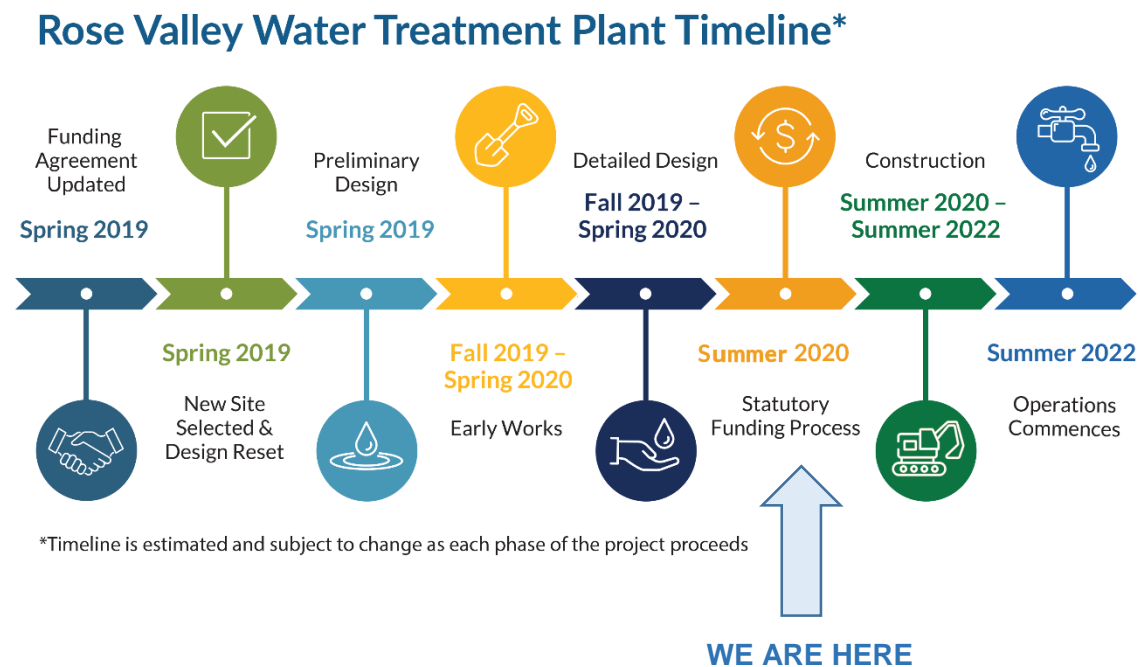 Rose Valley Water Treatment Plant Timeline*
Funding
Agreement
Updated
Spring 2019
Spring 2019
New Site
Selected &
Design Reset
Preliminary
Design
Spring 2019
Fall 2019 –
Spring 2020
Early Works
Detailed Design
Fall 2019 –
Spring 2020
$
Summer 2020
Statutory
Funding Process
Construction
Summer 2020 –
Summer 2022
Summer 2022
Operations
Commences
*Timeline is estimated and subject to change as each phase of the project proceeds
WE ARE HERE